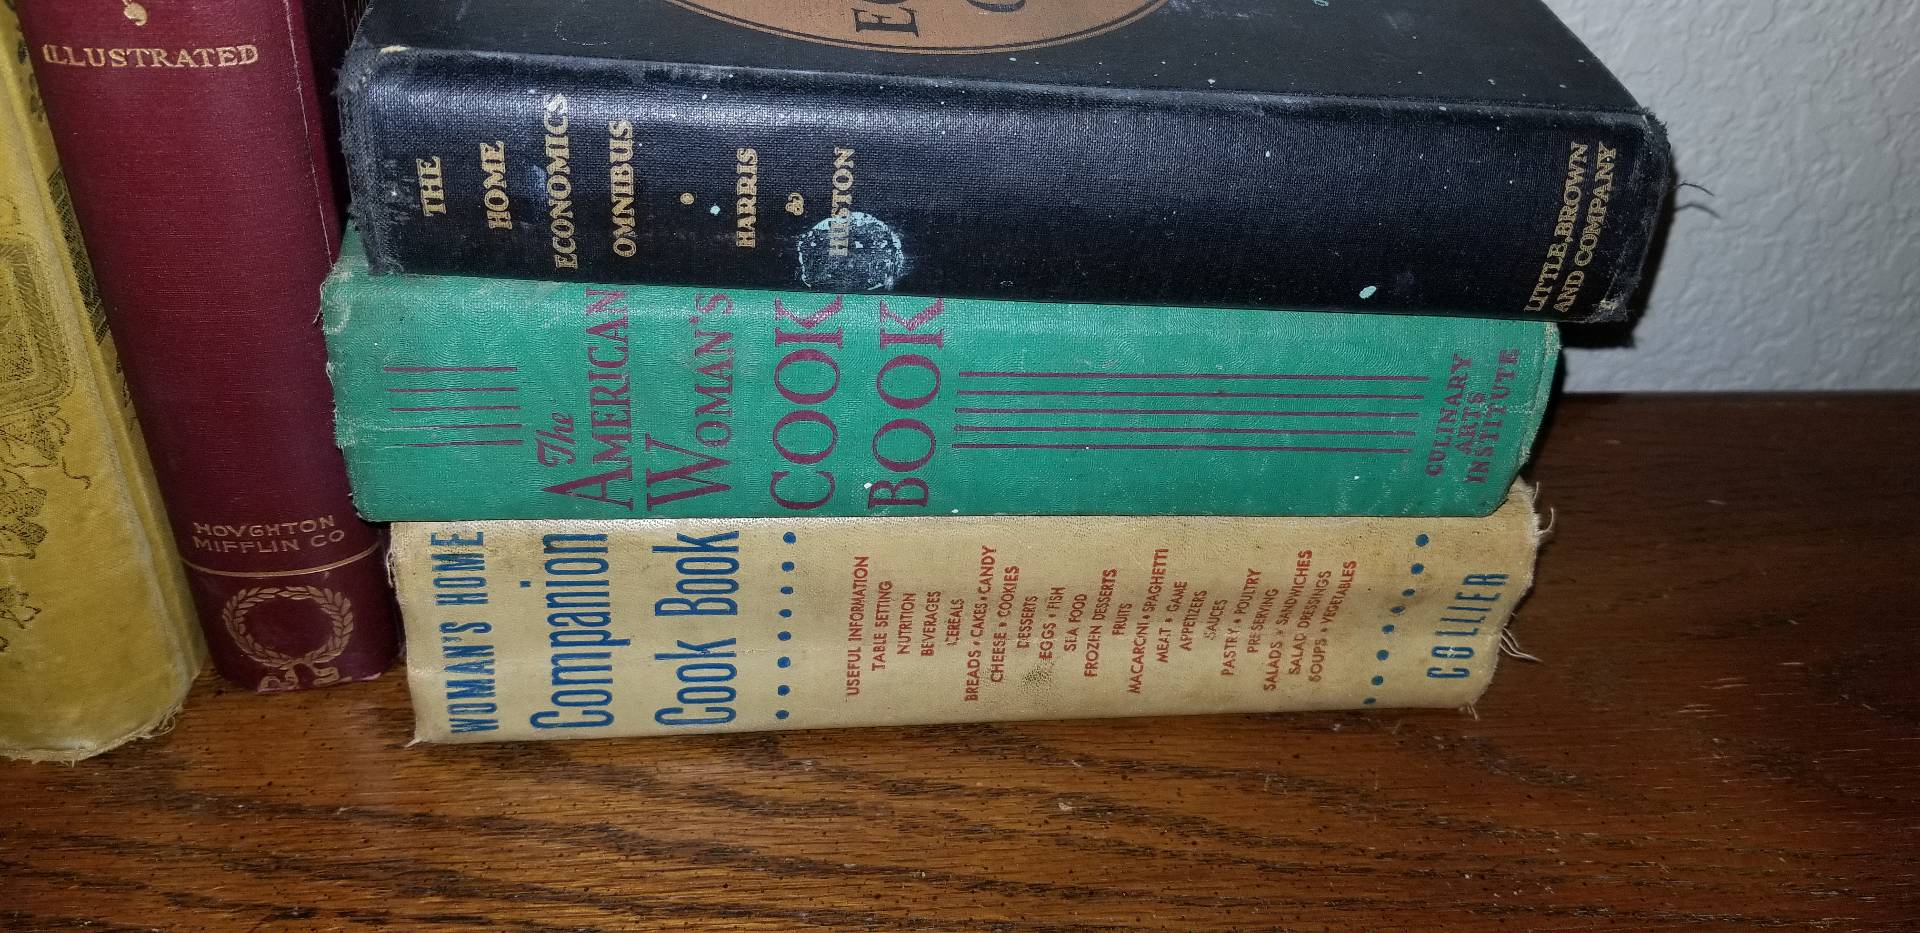 ILLUSTRATED
HOVGHTON
MIFFLIN CO
THE
HOME
ECONOMICS
OMNIBUS
•
HARRIS
&
HUSTON
LITTLE, BROWN
AND COMPANY
The
AMERICAN
WOMAN'S
COOK
BOOK
CULINARY
ARTS
INSTITUTE
WOMAN'S HOME
Companion
Cook Book
USEFUL INFORMATION
TABLE SETTING
NUTRITION
BEVERAGES
CEREALS
BREADS • CAKES • CANDY
CHEESE • COOKIES
DESSERTS
EGGS • FISH
SEA FOOD
FROZEN DESSERTS
FRUITS
MACARONI • SPAGHETTI
MEAT • GAME
APPETIZERS
SAUCES
PASTRY • POULTRY
PRESERVING
SALADS • SANDWICHES
SALAD DRESSINGS
SOUPS • VEGETABLES
COLLIER